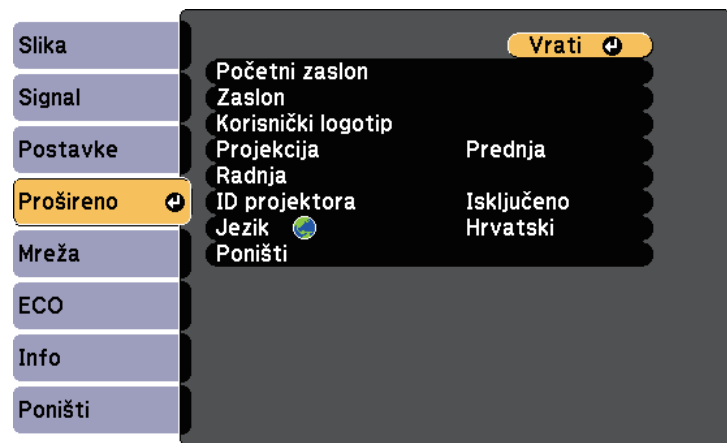 Slika
Signal
Postavke
Prošireno
Mreža
ECO
Info
Poništi
Vrati
Početni zaslon
Zaslon
Korisnički logotip
Projekcija Prednja
Radnja
ID projektora Isključeno
Jezik Hrvatski
Poništi